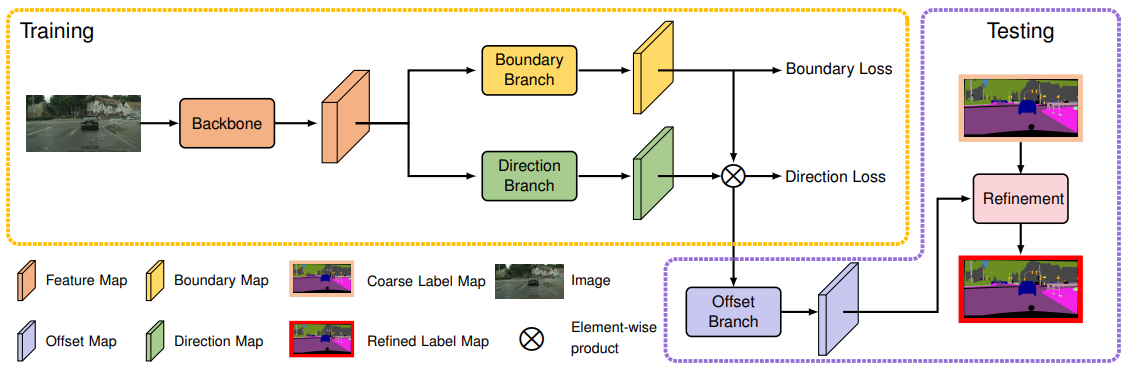 Training
Testing
Boundary
Branch
Boundary Loss
Backbone
Direction
Branch
Direction Loss
Refinement
Feature Map
Boundary Map
Coarse Label Map
Image
Offset Map
Direction Map
Refined Label Map
Element-wise
product
Offset
Branch